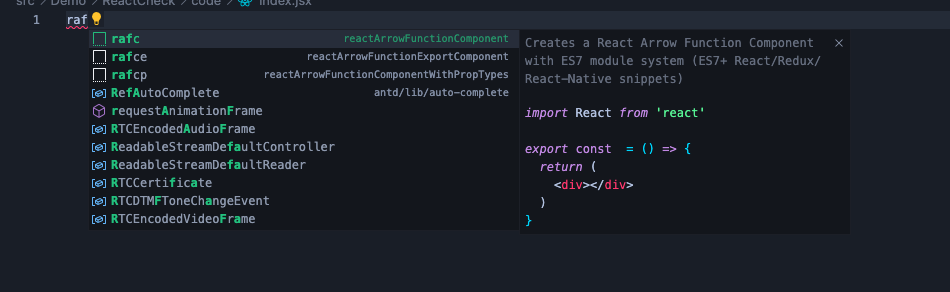 src > Demo > ReactCheck > code > index.jsx
1 raf
rafc reactArrowFunctionComponent
rafce reactArrowFunctionExportComponent
rafcp reactArrowFunctionComponentWithPropTypes
RefAutoComplete antd/lib/auto-complete
requestAnimationFrame
RTCEncodedAudioFrame
ReadableStreamDefaultController
ReadableStreamDefaultReader
RTCCertificate
RTCDTMFToneChangeEvent
RTCEncodedVideoFrame
Creates a React Arrow Function Component
with ES7 module system (ES7+ React/Redux/
React-Native snippets)
import React from 'react'
export const  = () => {
  return (
    <div></div>
  )
}